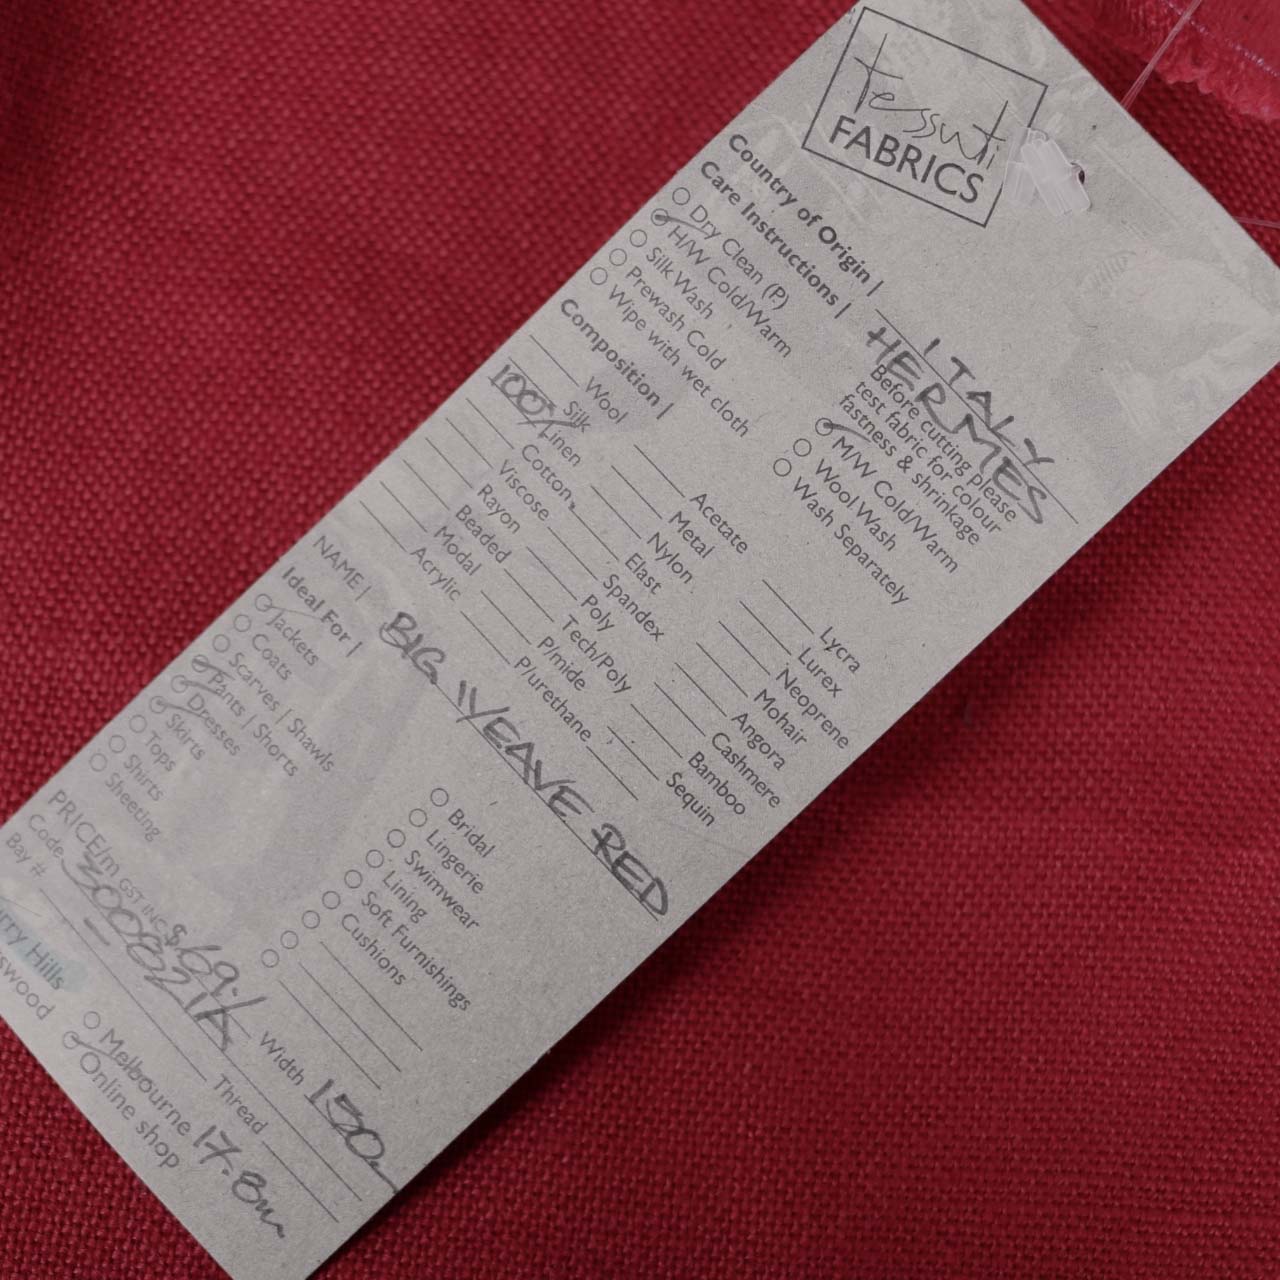 tessuti
FABRICS
Country of Origin | ITALY
HERMES
Care Instructions |
Dry Clean (P)
H/W Cold/Warm
Silk Wash
Prewash Cold
Wipe with wet cloth
Before cutting please
test fabric for colour
fastness & shrinkage
M/W Cold/Warm
Wool Wash
Wash Separately
Composition |
Wool
Silk
100% Linen
Cotton
Viscose
Rayon
Beaded
Modal
Acrylic
Acetate
Metal
Nylon
Elast
Spandex
Poly
Tech/Poly
P/mide
P/urethane
Lycra
Lurex
Neoprene
Mohair
Angora
Cashmere
Bamboo
Sequin
NAME | BIG WEAVE RED
Ideal For |
Jackets
Coats
Scarves | Shawls
Pants | Shorts
Dresses
Skirts
Tops
Shirts
Sheeting
Bridal
Lingerie
Swimwear
Lining
Soft Furnishings
Cushions
PRICE/m GST INC $69./ Width 150
Code 300821A
Bay # Thread
Hills
Melbourne 17.8m
Online shop